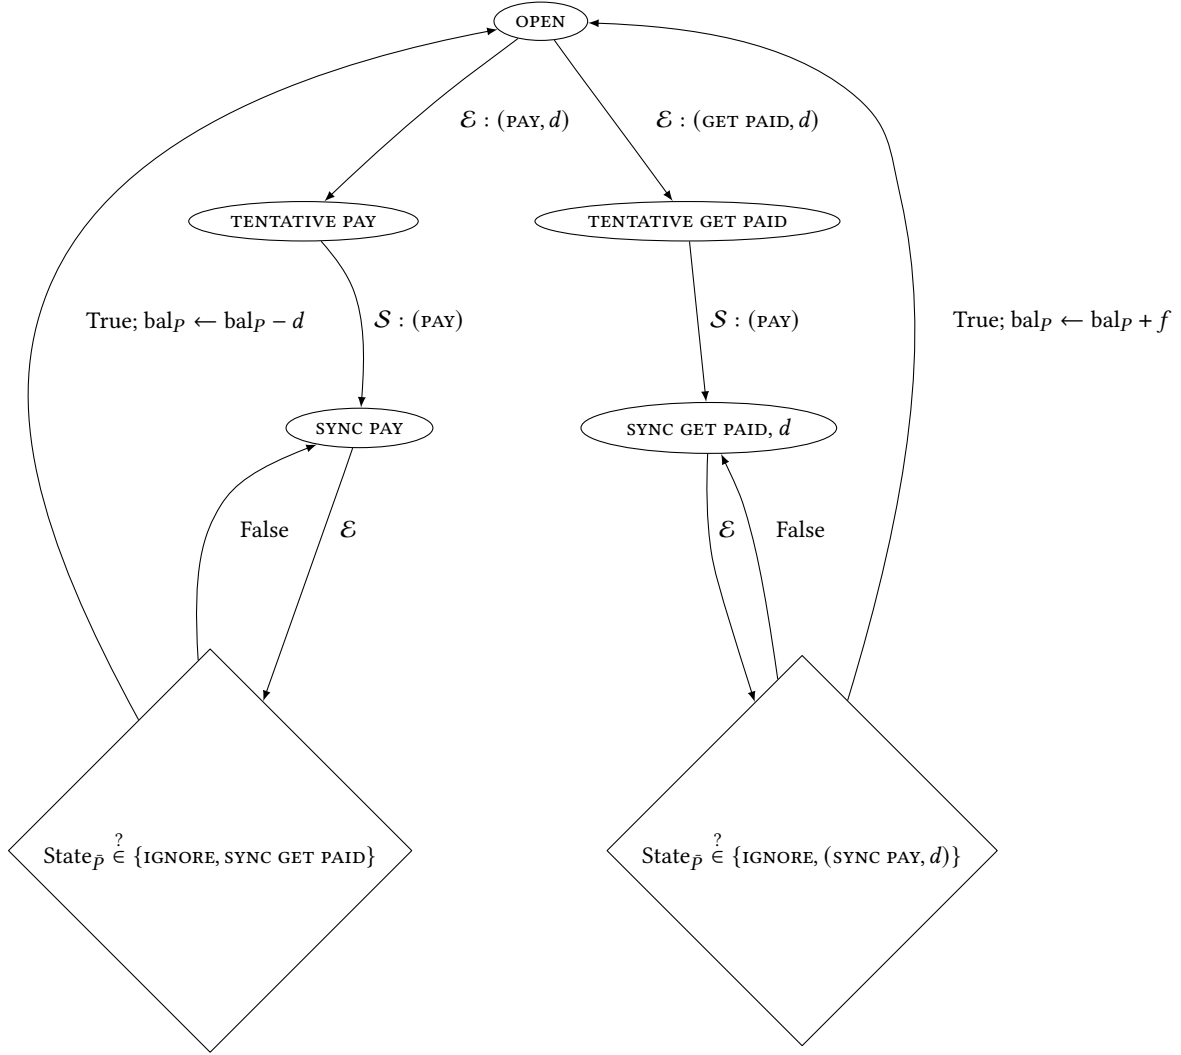 OPEN
ℰ : (PAY, d)
ℰ : (GET PAID, d)
TENTATIVE PAY
TENTATIVE GET PAID
True; bal_P ← bal_P − d
𝒮 : (PAY)
𝒮 : (PAY)
True; bal_P ← bal_P + f
SYNC PAY
SYNC GET PAID, d
False
ℰ
ℰ
False
State_P̄ ?∈ {IGNORE, SYNC GET PAID}
State_P̄ ?∈ {IGNORE, (SYNC PAY, d)}